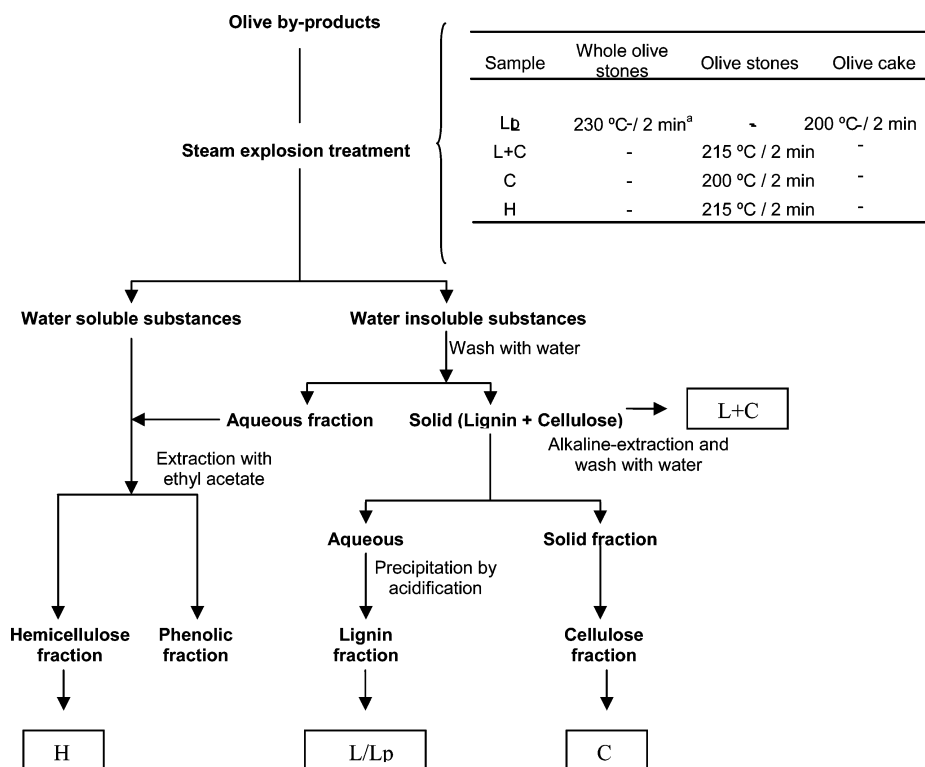 Olive by-products
Sample
Whole olive
stones
Olive stones
Olive cake
230 ºC-/ 2 minª
-
200 ºC-/ 2 min
Steam explosion treatment
L+C
-
215 ºC / 2 min
-
C
-
200 ºC / 2 min
-
H
-
215 ºC / 2 min
-
Water soluble substances
Water insoluble substances
Wash with water
Aqueous fraction
Solid (Lignin + Cellulose)
L+C
Alkaline-extraction and
wash with water
Extraction with
ethyl acetate
Aqueous
Solid fraction
Precipitation by
acidification
Hemicellulose
fraction
Phenolic
fraction
Lignin
fraction
Cellulose
fraction
H
L/Lp
C